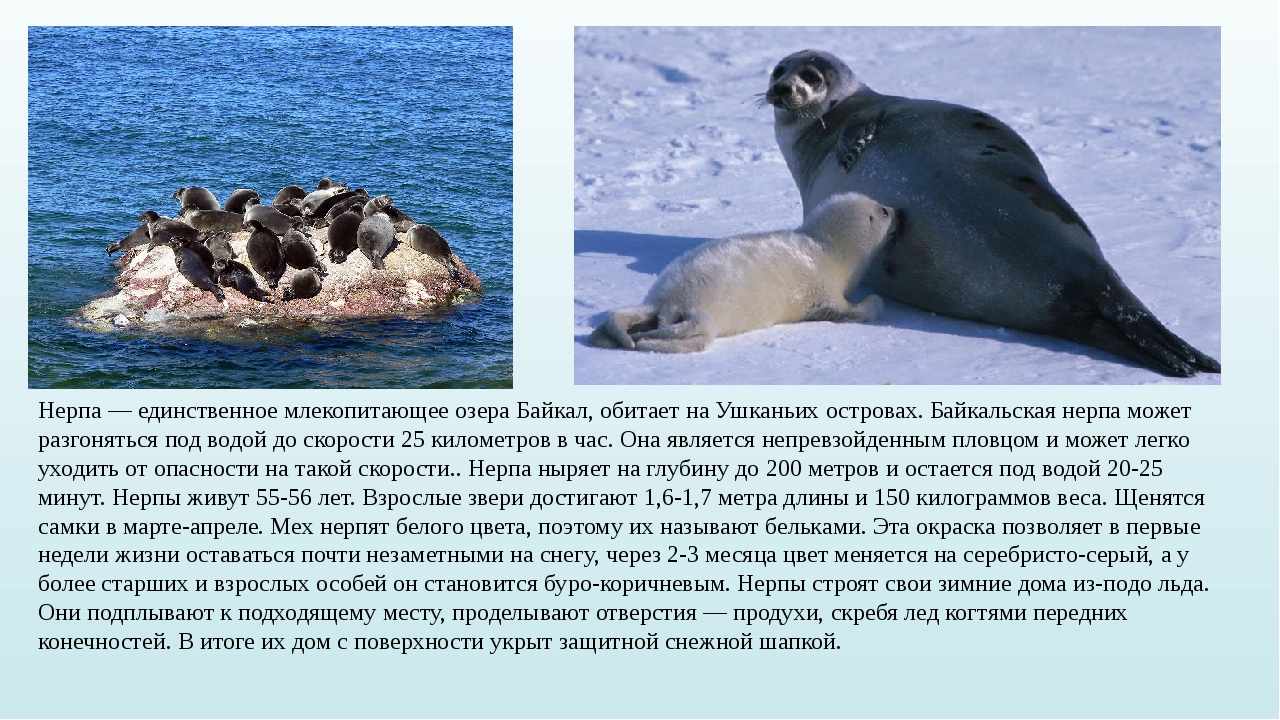 Нерпа — единственное млекопитающее озера Байкал, обитает на Ушканьих островах. Байкальская нерпа может
разгоняться под водой до скорости 25 километров в час. Она является непревзойденным пловцом и может легко
уходить от опасности на такой скорости.. Нерпа ныряет на глубину до 200 метров и остается под водой 20-25
минут. Нерпы живут 55-56 лет. Взрослые звери достигают 1,6-1,7 метра длины и 150 килограммов веса. Щенятся
самки в марте-апреле. Мех нерпят белого цвета, поэтому их называют бельками. Эта окраска позволяет в первые
недели жизни оставаться почти незаметными на снегу, через 2-3 месяца цвет меняется на серебристо-серый, а у
более старших и взрослых особей он становится буро-коричневым. Нерпы строят свои зимние дома из-подо льда.
Они подплывают к подходящему месту, проделывают отверстия — продухи, скребя лед когтями передних
конечностей. В итоге их дом с поверхности укрыт защитной снежной шапкой.